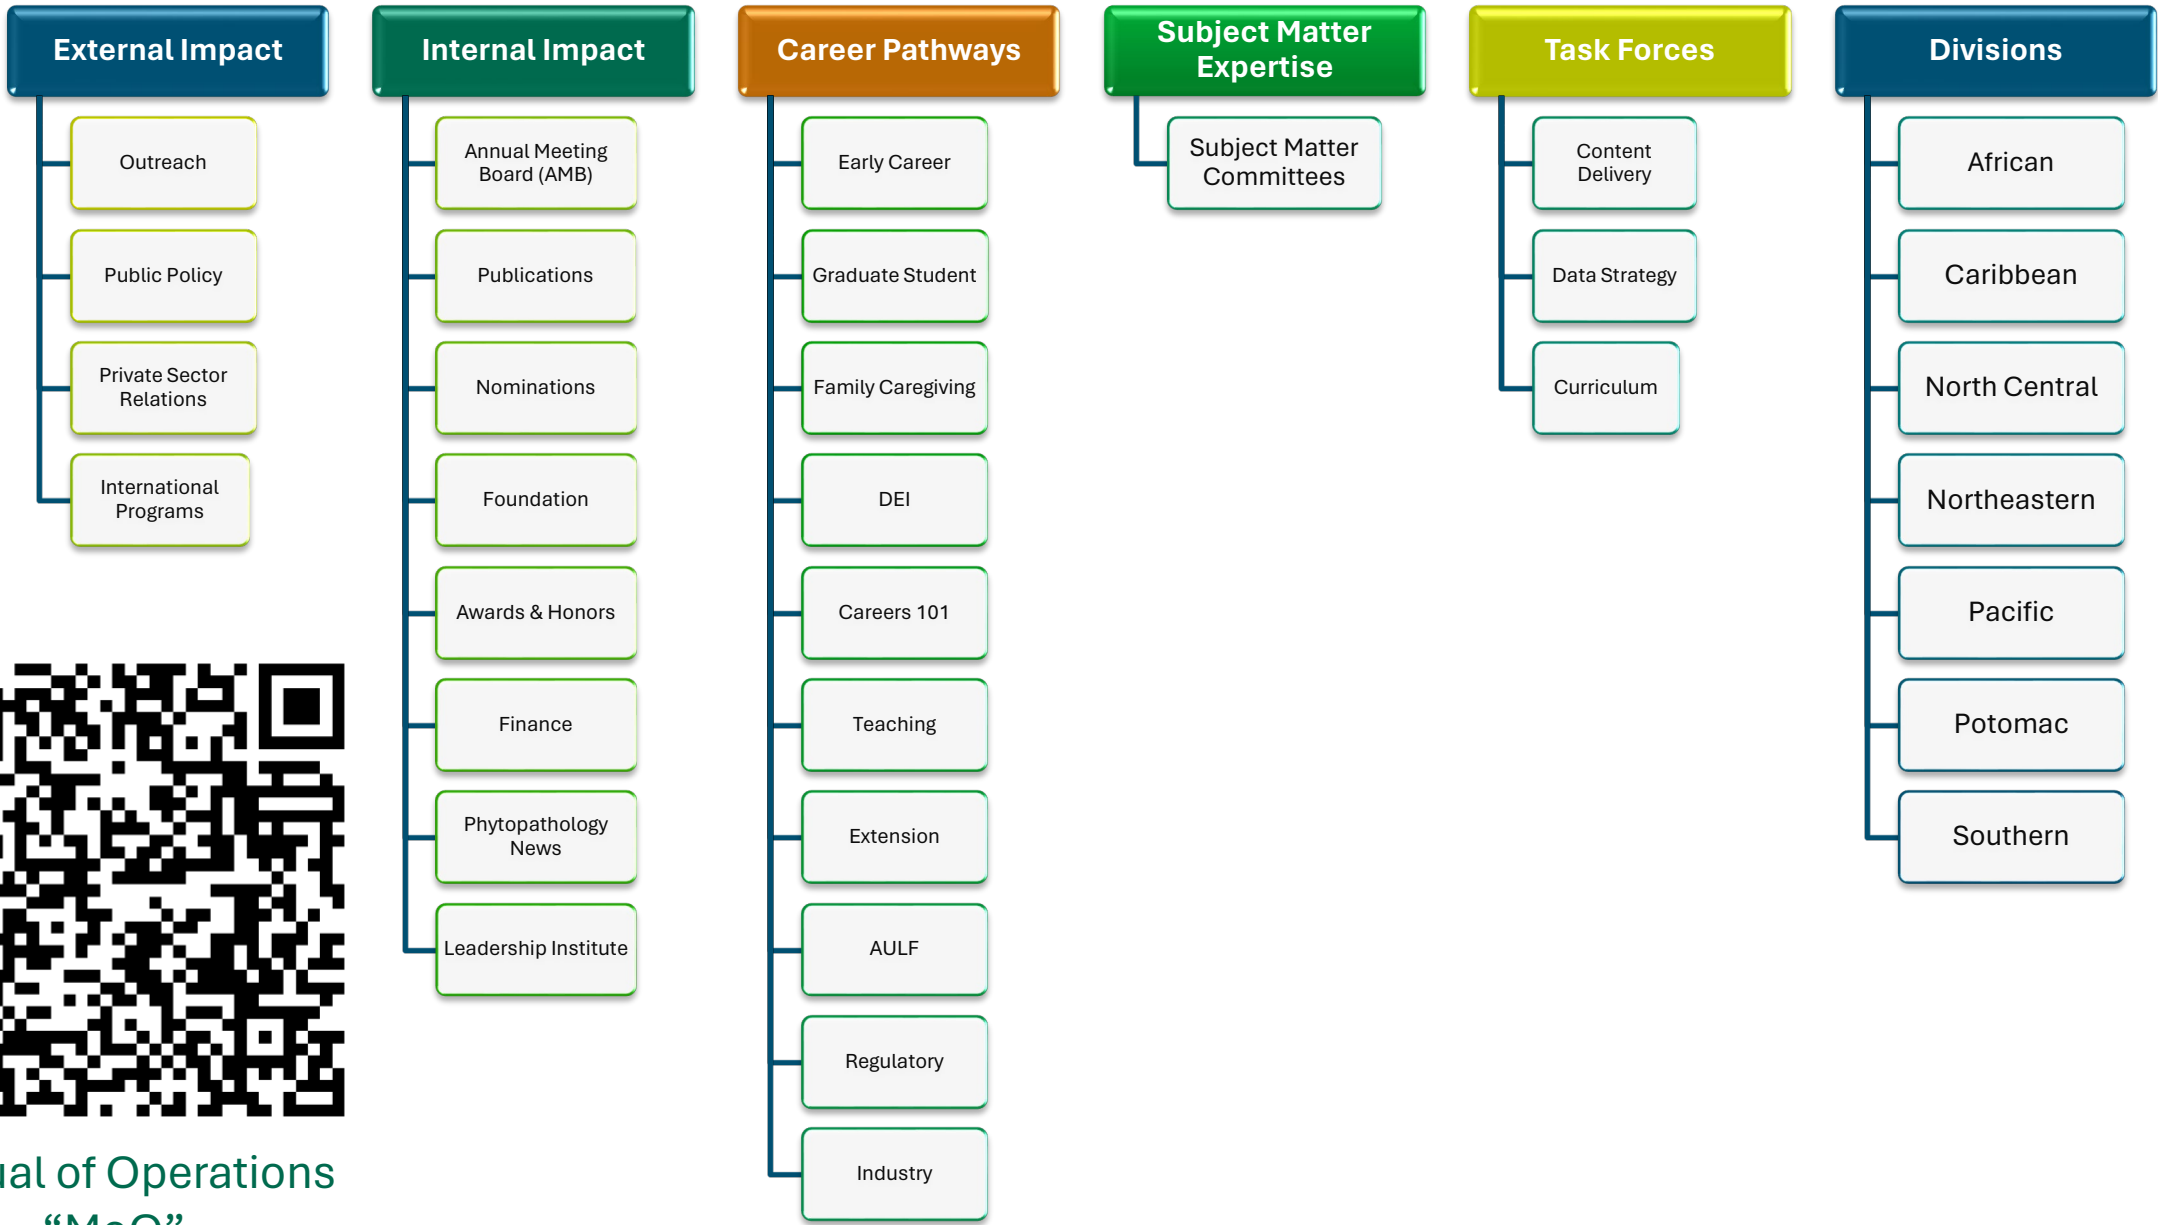 External Impact
Outreach
Public Policy
Private Sector
Relations
International
Programs
Internal Impact
Annual Meeting
Board (AMB)
Publications
Nominations
Foundation
Awards & Honors
Finance
Phytopathology
News
Leadership Institute
Career Pathways
Early Career
Graduate Student
Family Caregiving
DEI
Careers 101
Teaching
Extension
AULF
Regulatory
Industry
Subject Matter
Expertise
Subject Matter
Committees
Task Forces
Content
Delivery
Data Strategy
Curriculum
Divisions
African
Caribbean
North Central
Northeastern
Pacific
Potomac
Southern
of Operations
“MoO”